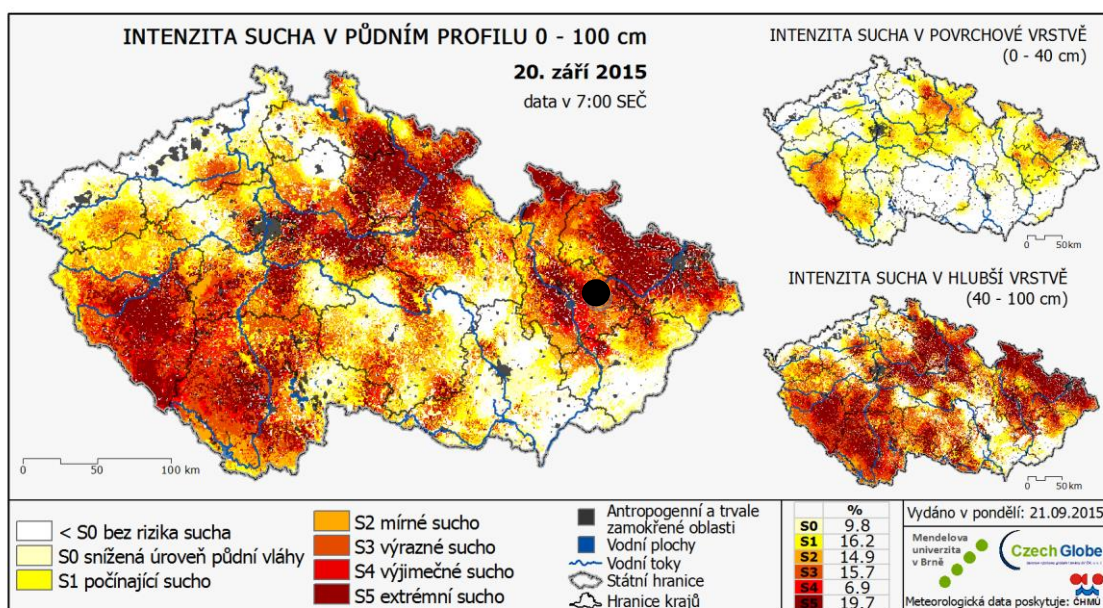 INTENZITA SUCHA V PŮDNÍM PROFILU 0 - 100 cm
20. září 2015
data v 7:00 SEČ
0 50 100 km
INTENZITA SUCHA V POVRCHOVÉ VRSTVĚ
(0 - 40 cm)
0 50km
INTENZITA SUCHA V HLUBŠÍ VRSTVĚ
(40 - 100 cm)
0 50km
< S0 bez rizika sucha
S0 snížená úroveň půdní vláhy
S1 počínající sucho
S2 mírné sucho
S3 výrazné sucho
S4 výjimečné sucho
S5 extrémní sucho
Antropogenní a trvale
zamokřené oblasti
Vodní plochy
Vodní toky
Státní hranice
Hranice krajů
%
S0 9.8
S1 16.2
S2 14.9
S3 15.7
S4 6.9
S5 19.7
Vydáno v pondělí: 21.09.2015
Mendelova
univerzita
v Brně
CzechGlobe
Meteorologická data poskytuje: ČHMÚ